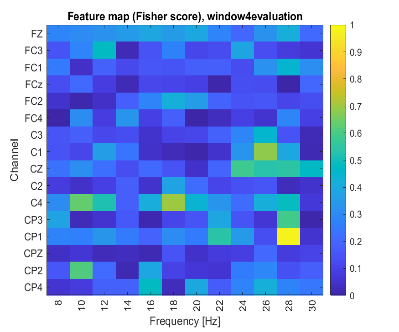 Feature map (Fisher score), window4evaluation
FZ
FC3
FC1
FCz
FC2
FC4
C3
C1
CZ
C2
C4
CP3
CP1
CPZ
CP2
CP4
Channel
8 10 12 14 16 18 20 22 24 26 28 30
Frequency [Hz]
1
0.9
0.8
0.7
0.6
0.5
0.4
0.3
0.2
0.1
0